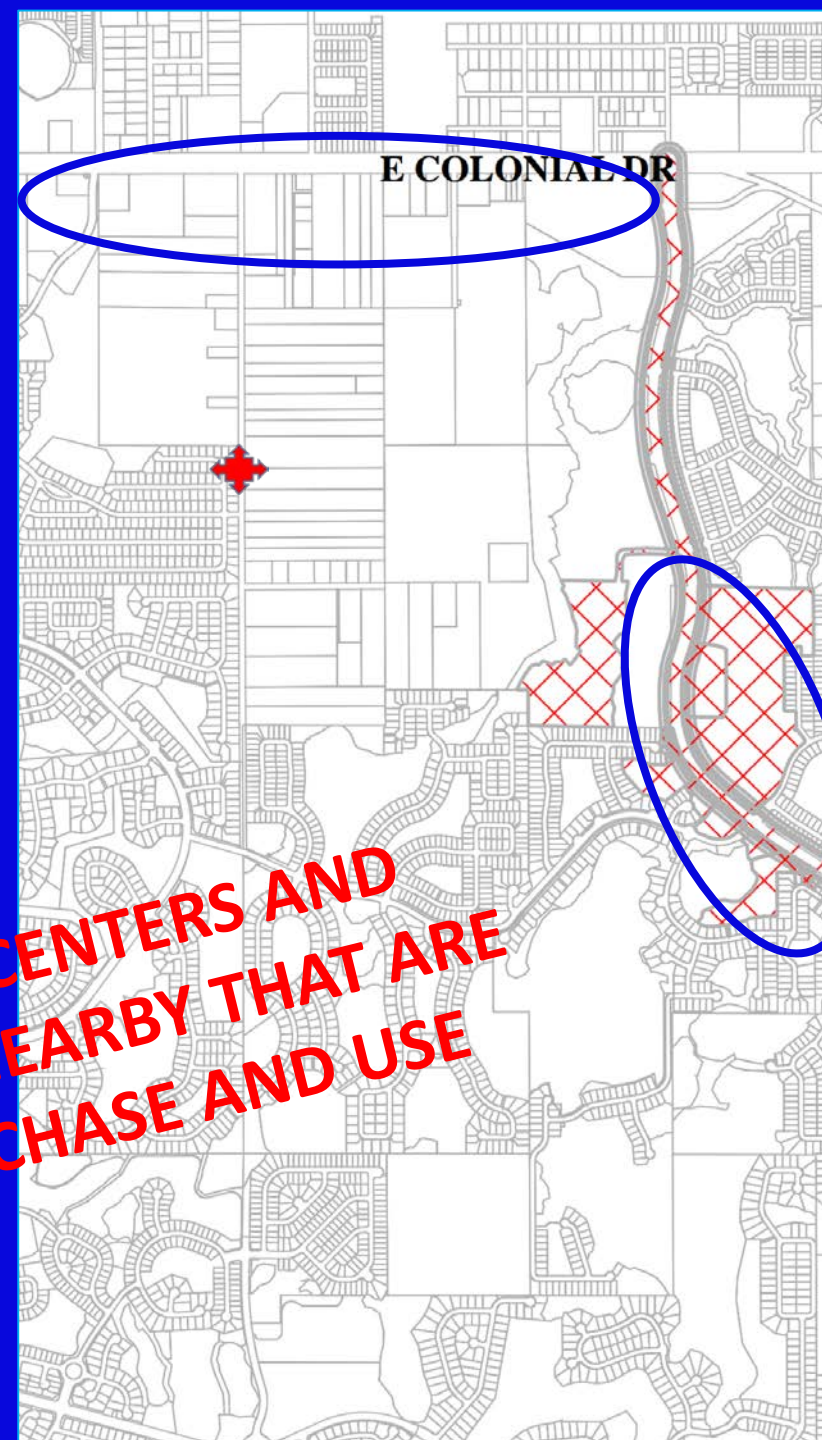 E COLONIAL DR
CENTERS AND
EARBY THAT ARE
CHASE AND USE